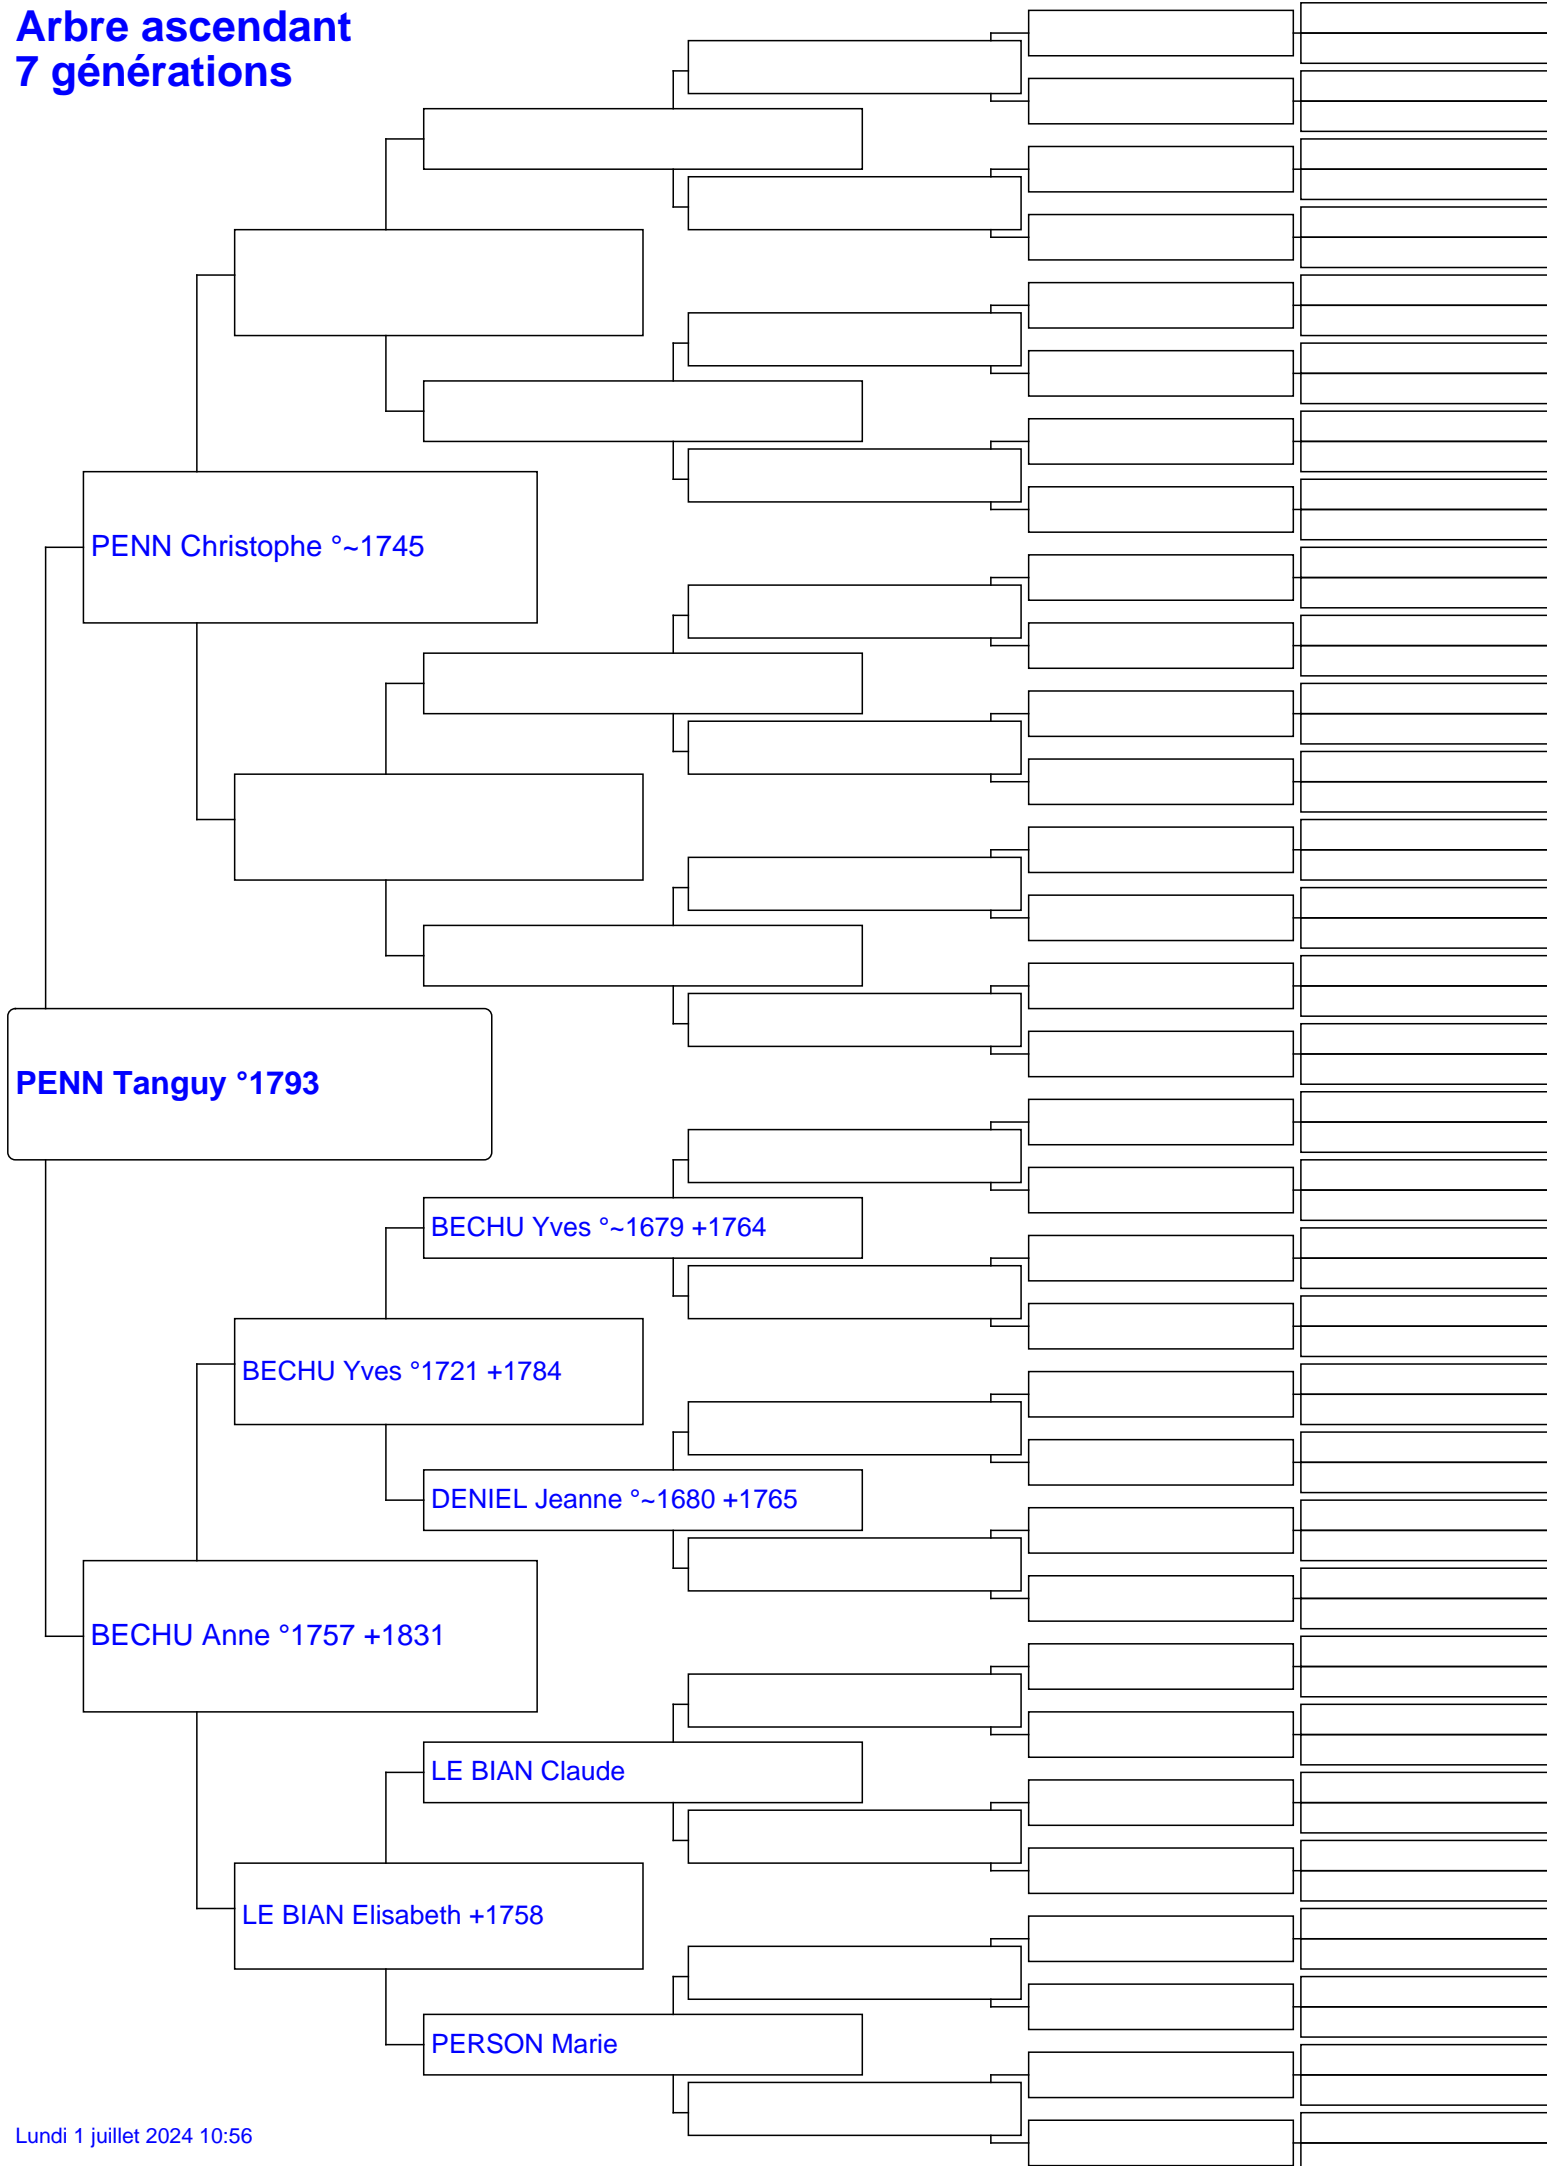 Arbre ascendant
7 générations
PENN Christophe °~1745
PENN Tanguy °1793
BECHU Yves °~1679 +1764
BECHU Yves °1721 +1784
DENIEL Jeanne °~1680 +1765
BECHU Anne °1757 +1831
LE BIAN Claude
LE BIAN Elisabeth +1758
PERSON Marie
Lundi 1 juillet 2024 10:56